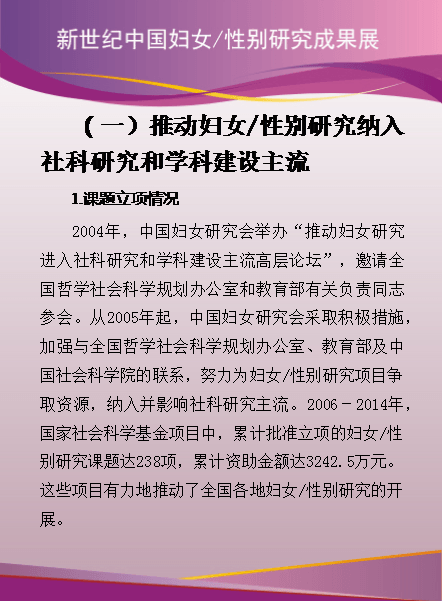 新世纪中国妇女/性别研究成果展
（一）推动妇女/性别研究纳入
社科研究和学科建设主流
1.课题立项情况
2004年，中国妇女研究会举办“推动妇女研究
进入社科研究和学科建设主流高层论坛”，邀请全
国哲学社会科学规划办公室和教育部有关负责同志
参会。从2005年起，中国妇女研究会采取积极措施，
加强与全国哲学社会科学规划办公室、教育部及中
国社会科学院的联系，努力为妇女/性别研究项目争
取资源，纳入并影响社科研究主流。2006－2014年，
国家社会科学基金项目中，累计批准立项的妇女/性
别研究课题达238项，累计资助金额达3242.5万元。
这些项目有力地推动了全国各地妇女/性别研究的开
展。